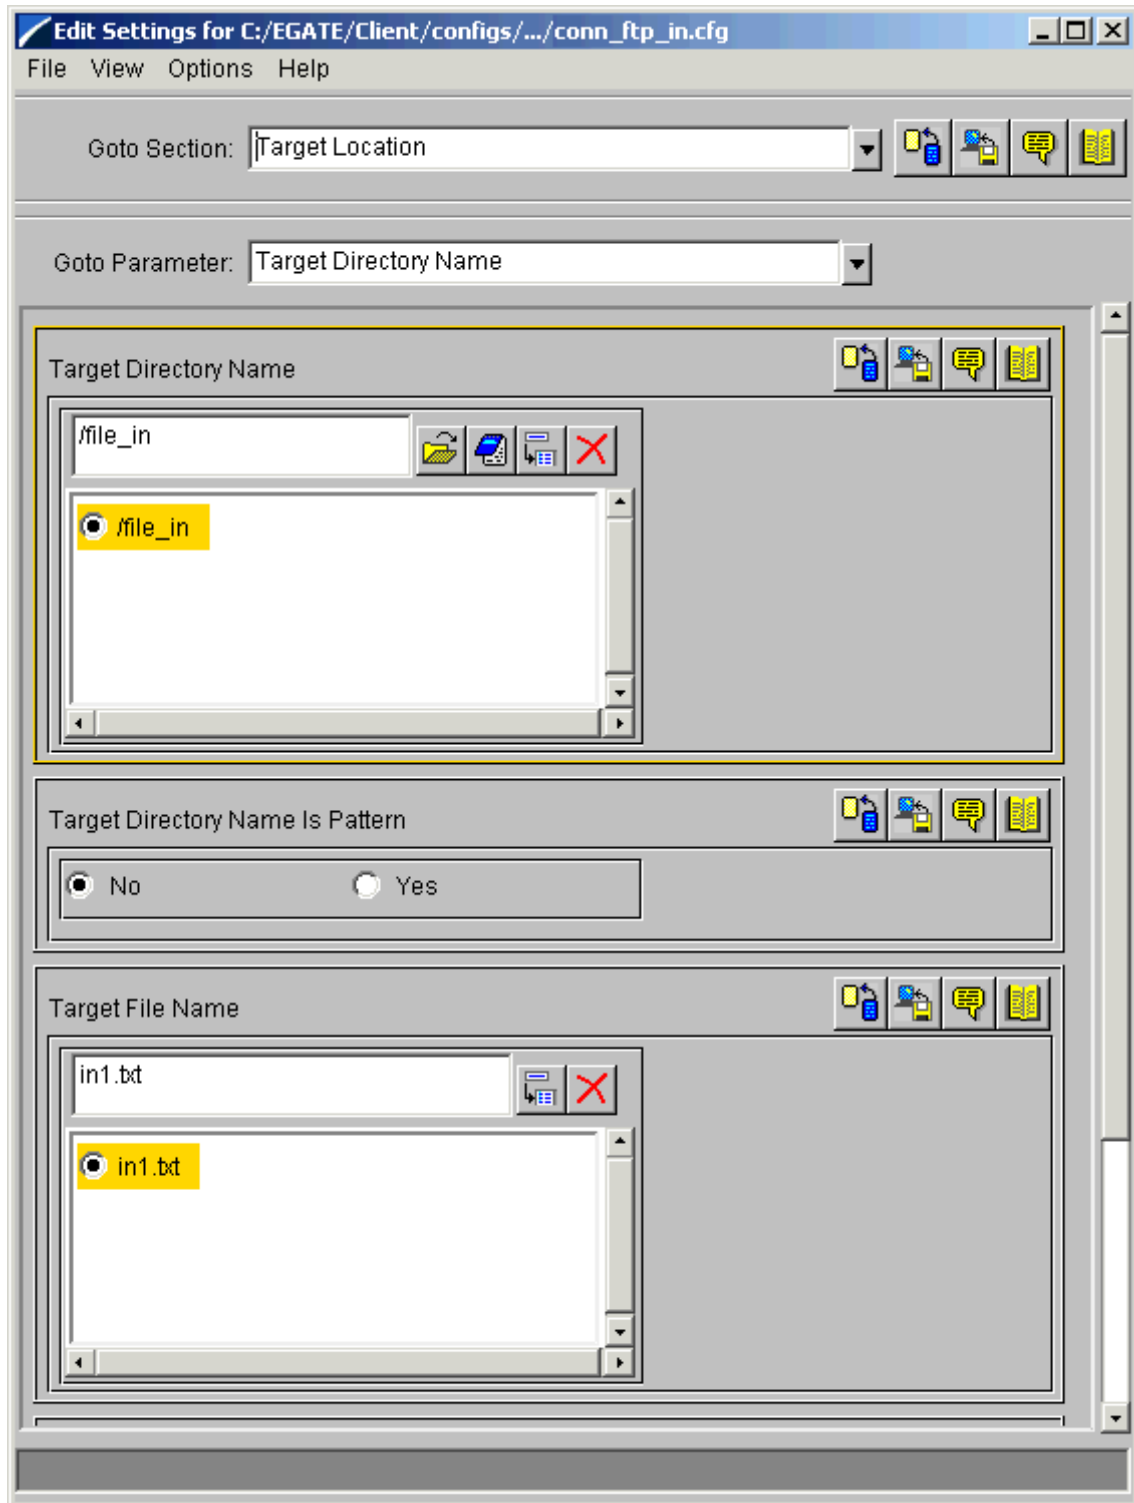 Edit Settings for C:/EGATE/Client/configs/.../conn_ftp_in.cfg
File View Options Help
Goto Section: Target Location
Goto Parameter: Target Directory Name
Target Directory Name
/file_in
/file_in
Target Directory Name Is Pattern
No Yes
Target File Name
in1.txt
in1.txt